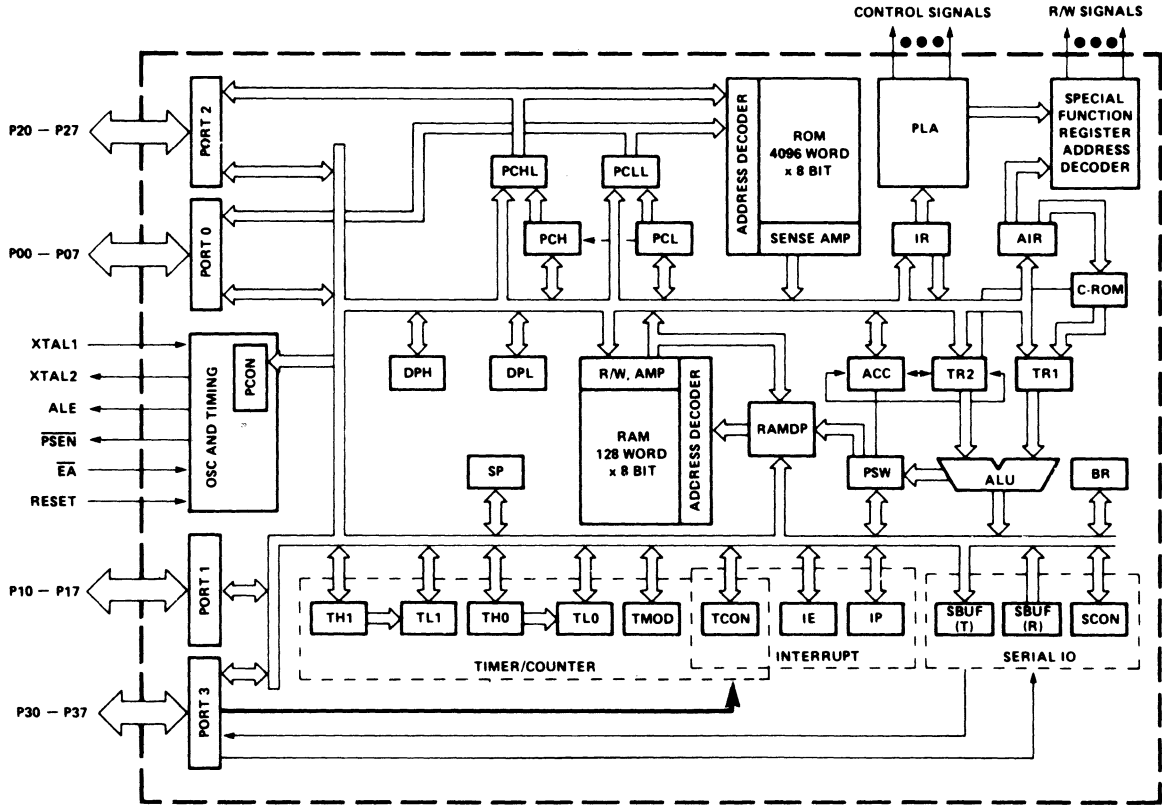 CONTROL SIGNALS
R/W SIGNALS
P20 – P27
PORT 2
ADDRESS DECODER
ROM
4096 WORD
x 8 BIT
SENSE AMP
PLA
SPECIAL
FUNCTION
REGISTER
ADDRESS
DECODER
PCHL
PCLL
P00 – P07
PORT 0
PCH
PCL
IR
AIR
C-ROM
XTAL1
XTAL2
ALE
PSEN
EA
RESET
OSC AND TIMING
PCON
DPH
DPL
R/W, AMP
RAM
128 WORD
x 8 BIT
ADDRESS DECODER
ACC
TR2
TR1
RAMDP
SP
PSW
ALU
BR
P10 – P17
PORT 1
TH1
TL1
TH0
TL0
TMOD
TCON
IE
IP
SBUF
(T)
SBUF
(R)
SCON
TIMER/COUNTER
INTERRUPT
SERIAL IO
P30 – P37
PORT 3